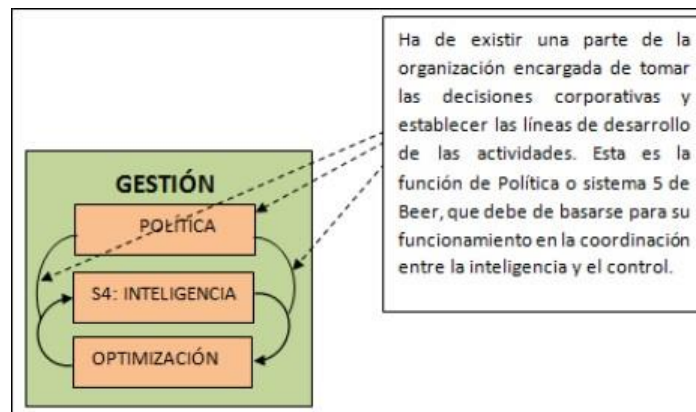 Ha de existir una parte de la
organización encargada de tomar
las decisiones corporativas y
establecer las líneas de desarrollo
de las actividades. Esta es la
función de Política o sistema 5 de
Beer, que debe de basarse para su
funcionamiento en la coordinación
entre la inteligencia y el control.
GESTIÓN
POLÍTICA
S4: INTELIGENCIA
OPTIMIZACIÓN